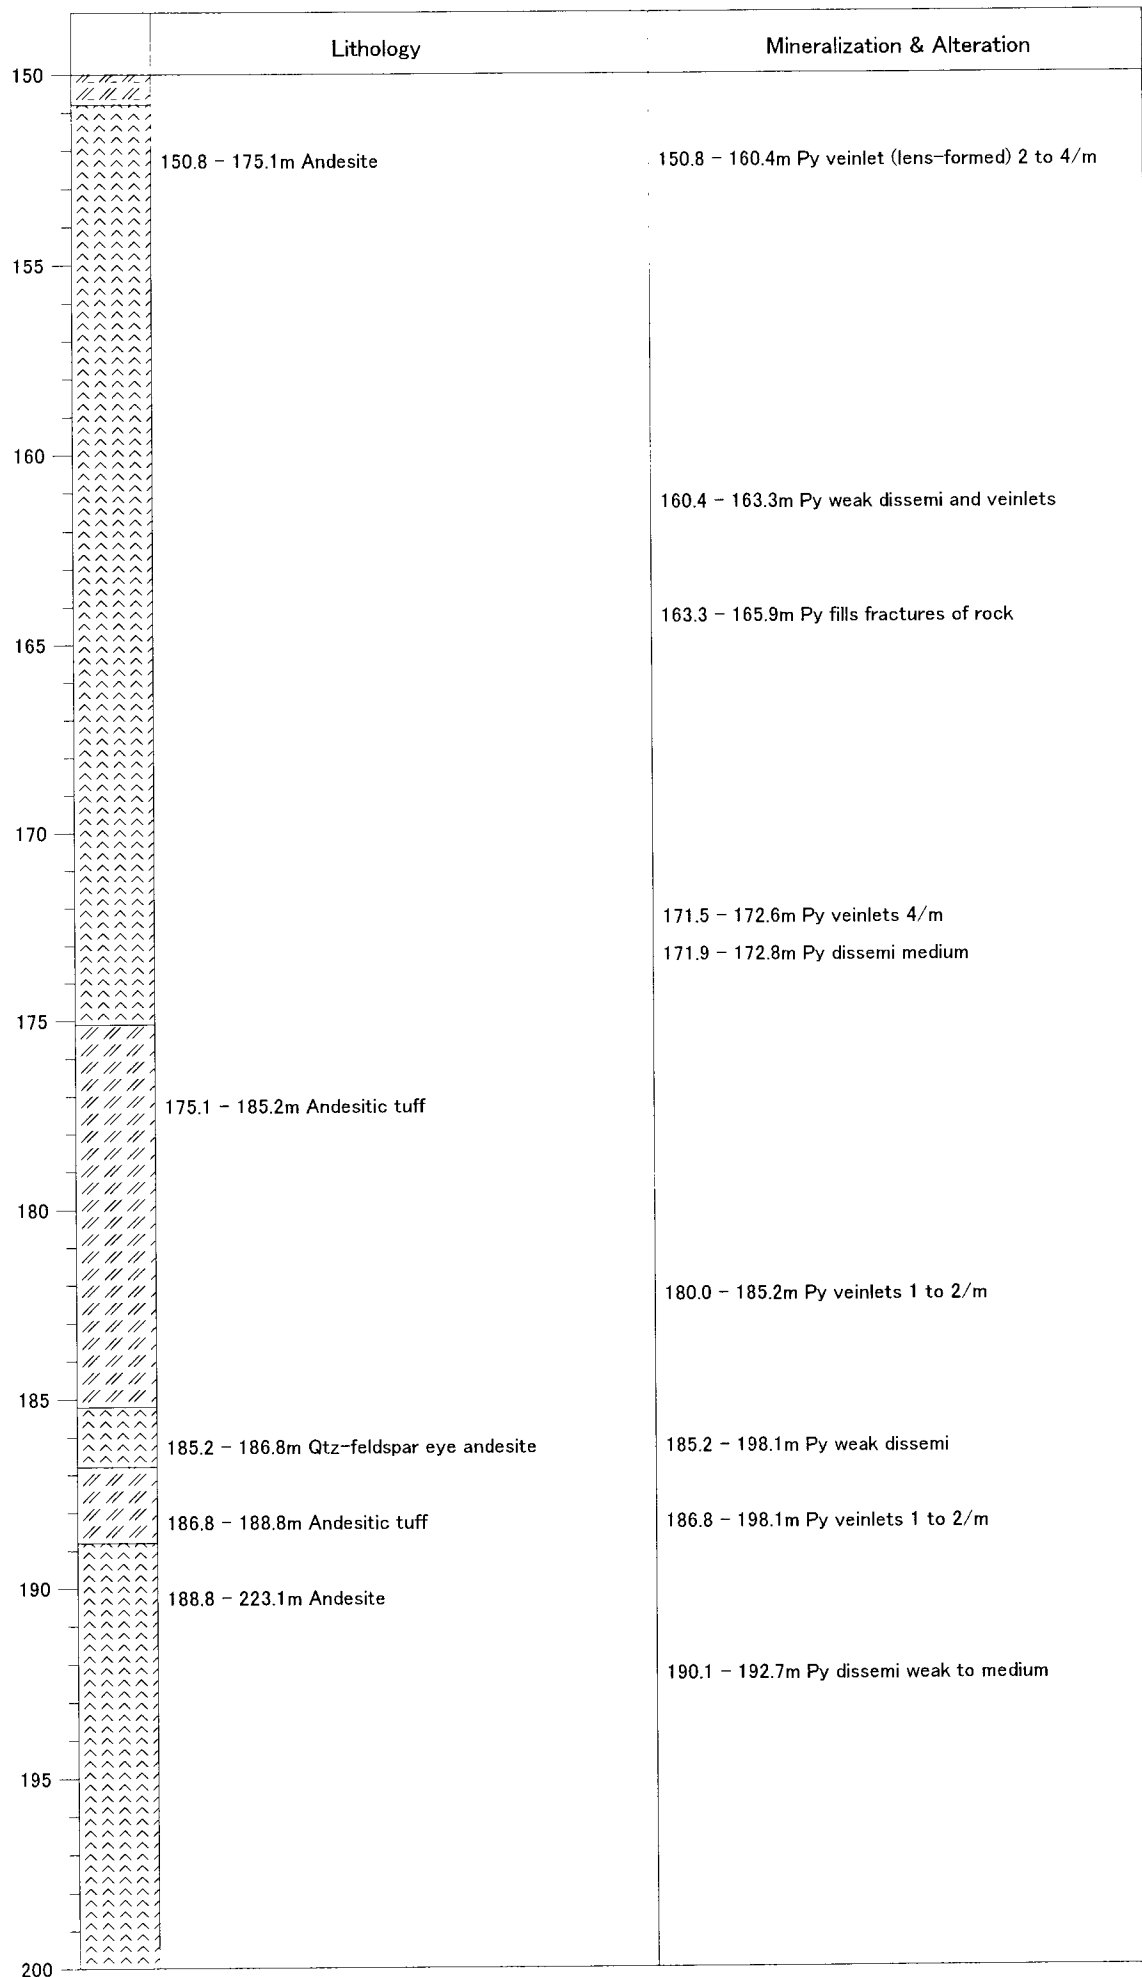 Lithology
Mineralization & Alteration
150
150.8 - 175.1m Andesite
150.8 - 160.4m Py veinlet (lens-formed) 2 to 4/m
155
160
160.4 - 163.3m Py weak dissemi and veinlets
163.3 - 165.9m Py fills fractures of rock
165
170
171.5 - 172.6m Py veinlets 4/m
171.9 - 172.8m Py dissemi medium
175
175.1 - 185.2m Andesitic tuff
180
180.0 - 185.2m Py veinlets 1 to 2/m
185
185.2 - 186.8m Qtz-feldspar eye andesite
185.2 - 198.1m Py weak dissemi
186.8 - 188.8m Andesitic tuff
186.8 - 198.1m Py veinlets 1 to 2/m
190
188.8 - 223.1m Andesite
190.1 - 192.7m Py dissemi weak to medium
195
200